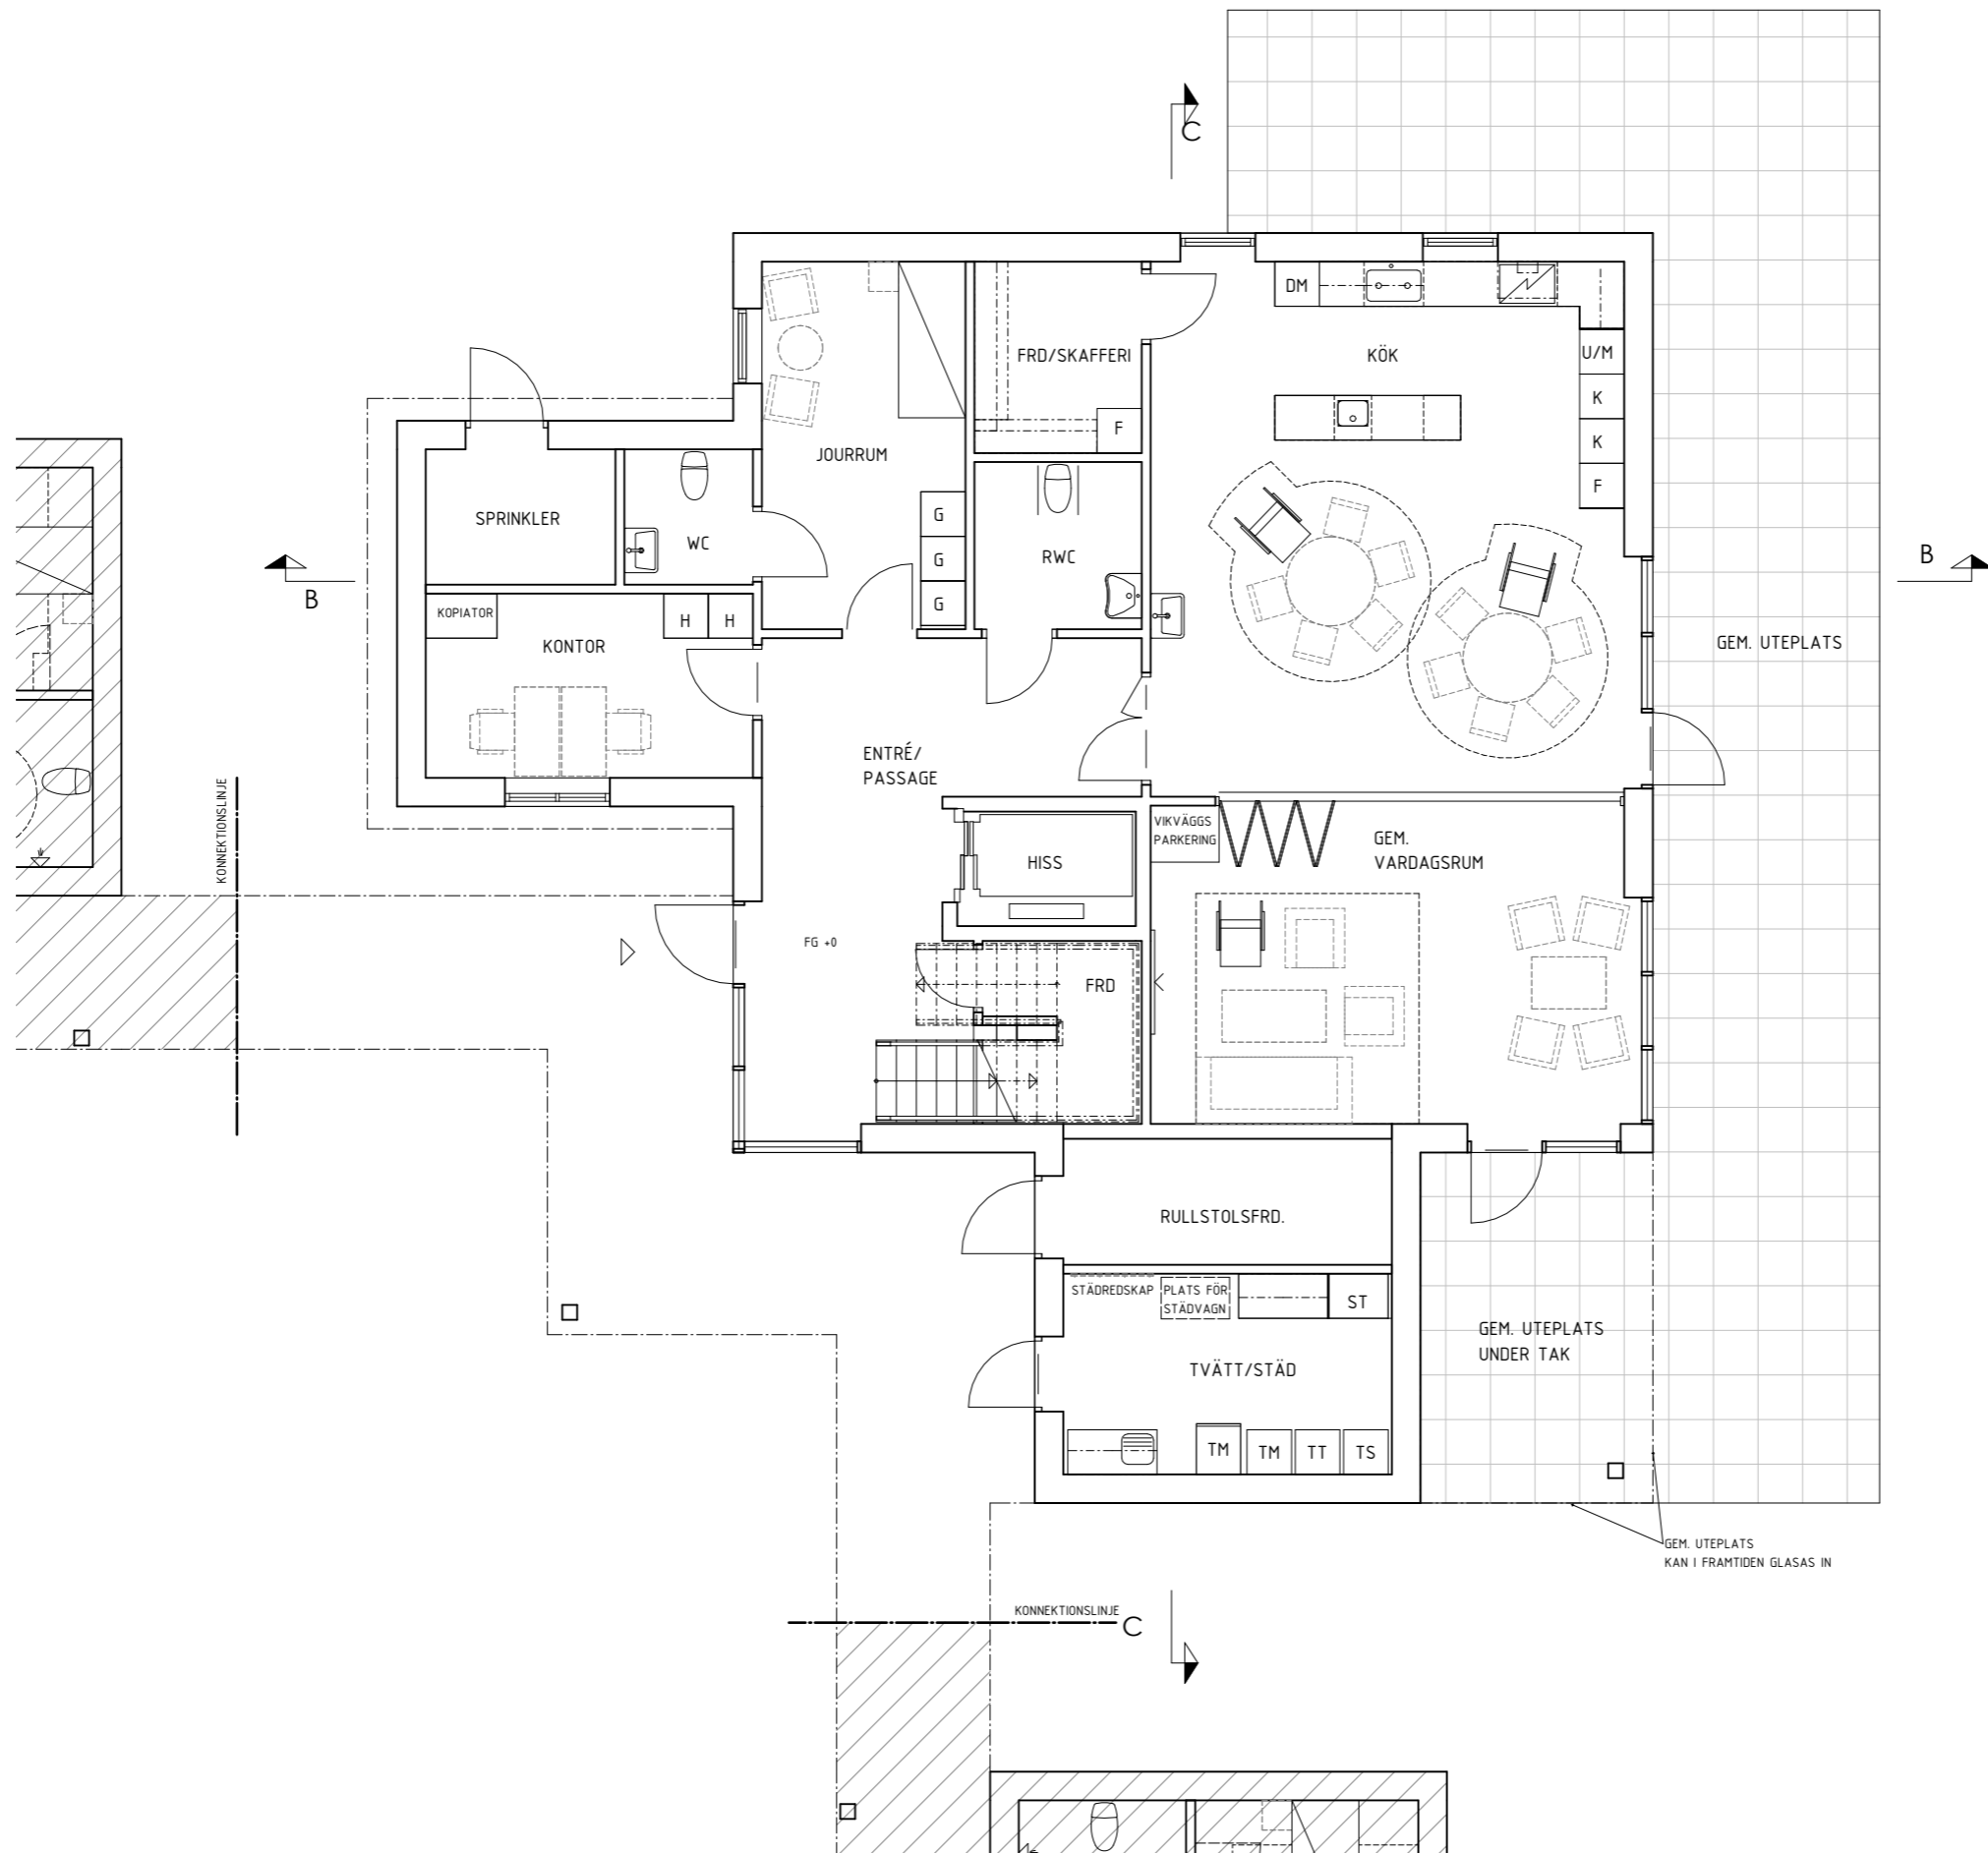 C
DM
FRD/SKAFFERI
KÖK
U/M
K
K
F
F
JOURRUM
G
G
G
SPRINKLER
WC
RWC
B
B
KOPIATOR
H
H
KONTOR
GEM. UTEPLATS
ENTRÉ/
PASSAGE
KONNEKTIONSLINJE
VIKVÄGGS
PARKERING
HISS
GEM.
VARDAGSRUM
FG +0
FRD
RULLSTOLSFRD.
STÄDREDSKAP
PLATS FÖR
STÄDVAGN
ST
TVÄTT/STÄD
GEM. UTEPLATS
UNDER TAK
TM
TM
TT
TS
GEM. UTEPLATS
KAN I FRAMTIDEN GLASAS IN
KONNEKTIONSLINJE
C